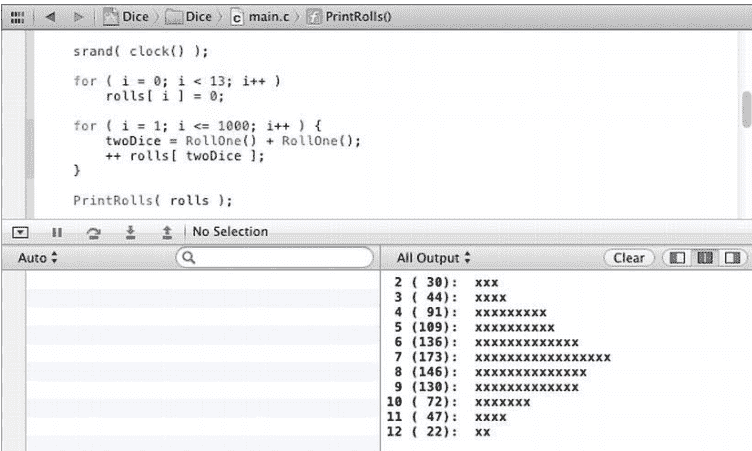 Dice Dice main.c PrintRolls()
srand( clock() );
for ( i = 0; i < 13; i++ )
rolls[ i ] = 0;
for ( i = 1; i <= 1000; i++ ) {
twoDice = RollOne() + RollOne();
++ rolls[ twoDice ];
}
PrintRolls( rolls );
No Selection
Auto All Output Clear
2 ( 30): xxx
3 ( 44): xxxx
4 ( 91): xxxxxxxxx
5 (109): xxxxxxxxxx
6 (136): xxxxxxxxxxxxx
7 (173): xxxxxxxxxxxxxxxxx
8 (146): xxxxxxxxxxxxxx
9 (130): xxxxxxxxxxxxx
10 ( 72): xxxxxxx
11 ( 47): xxxx
12 ( 22): xx